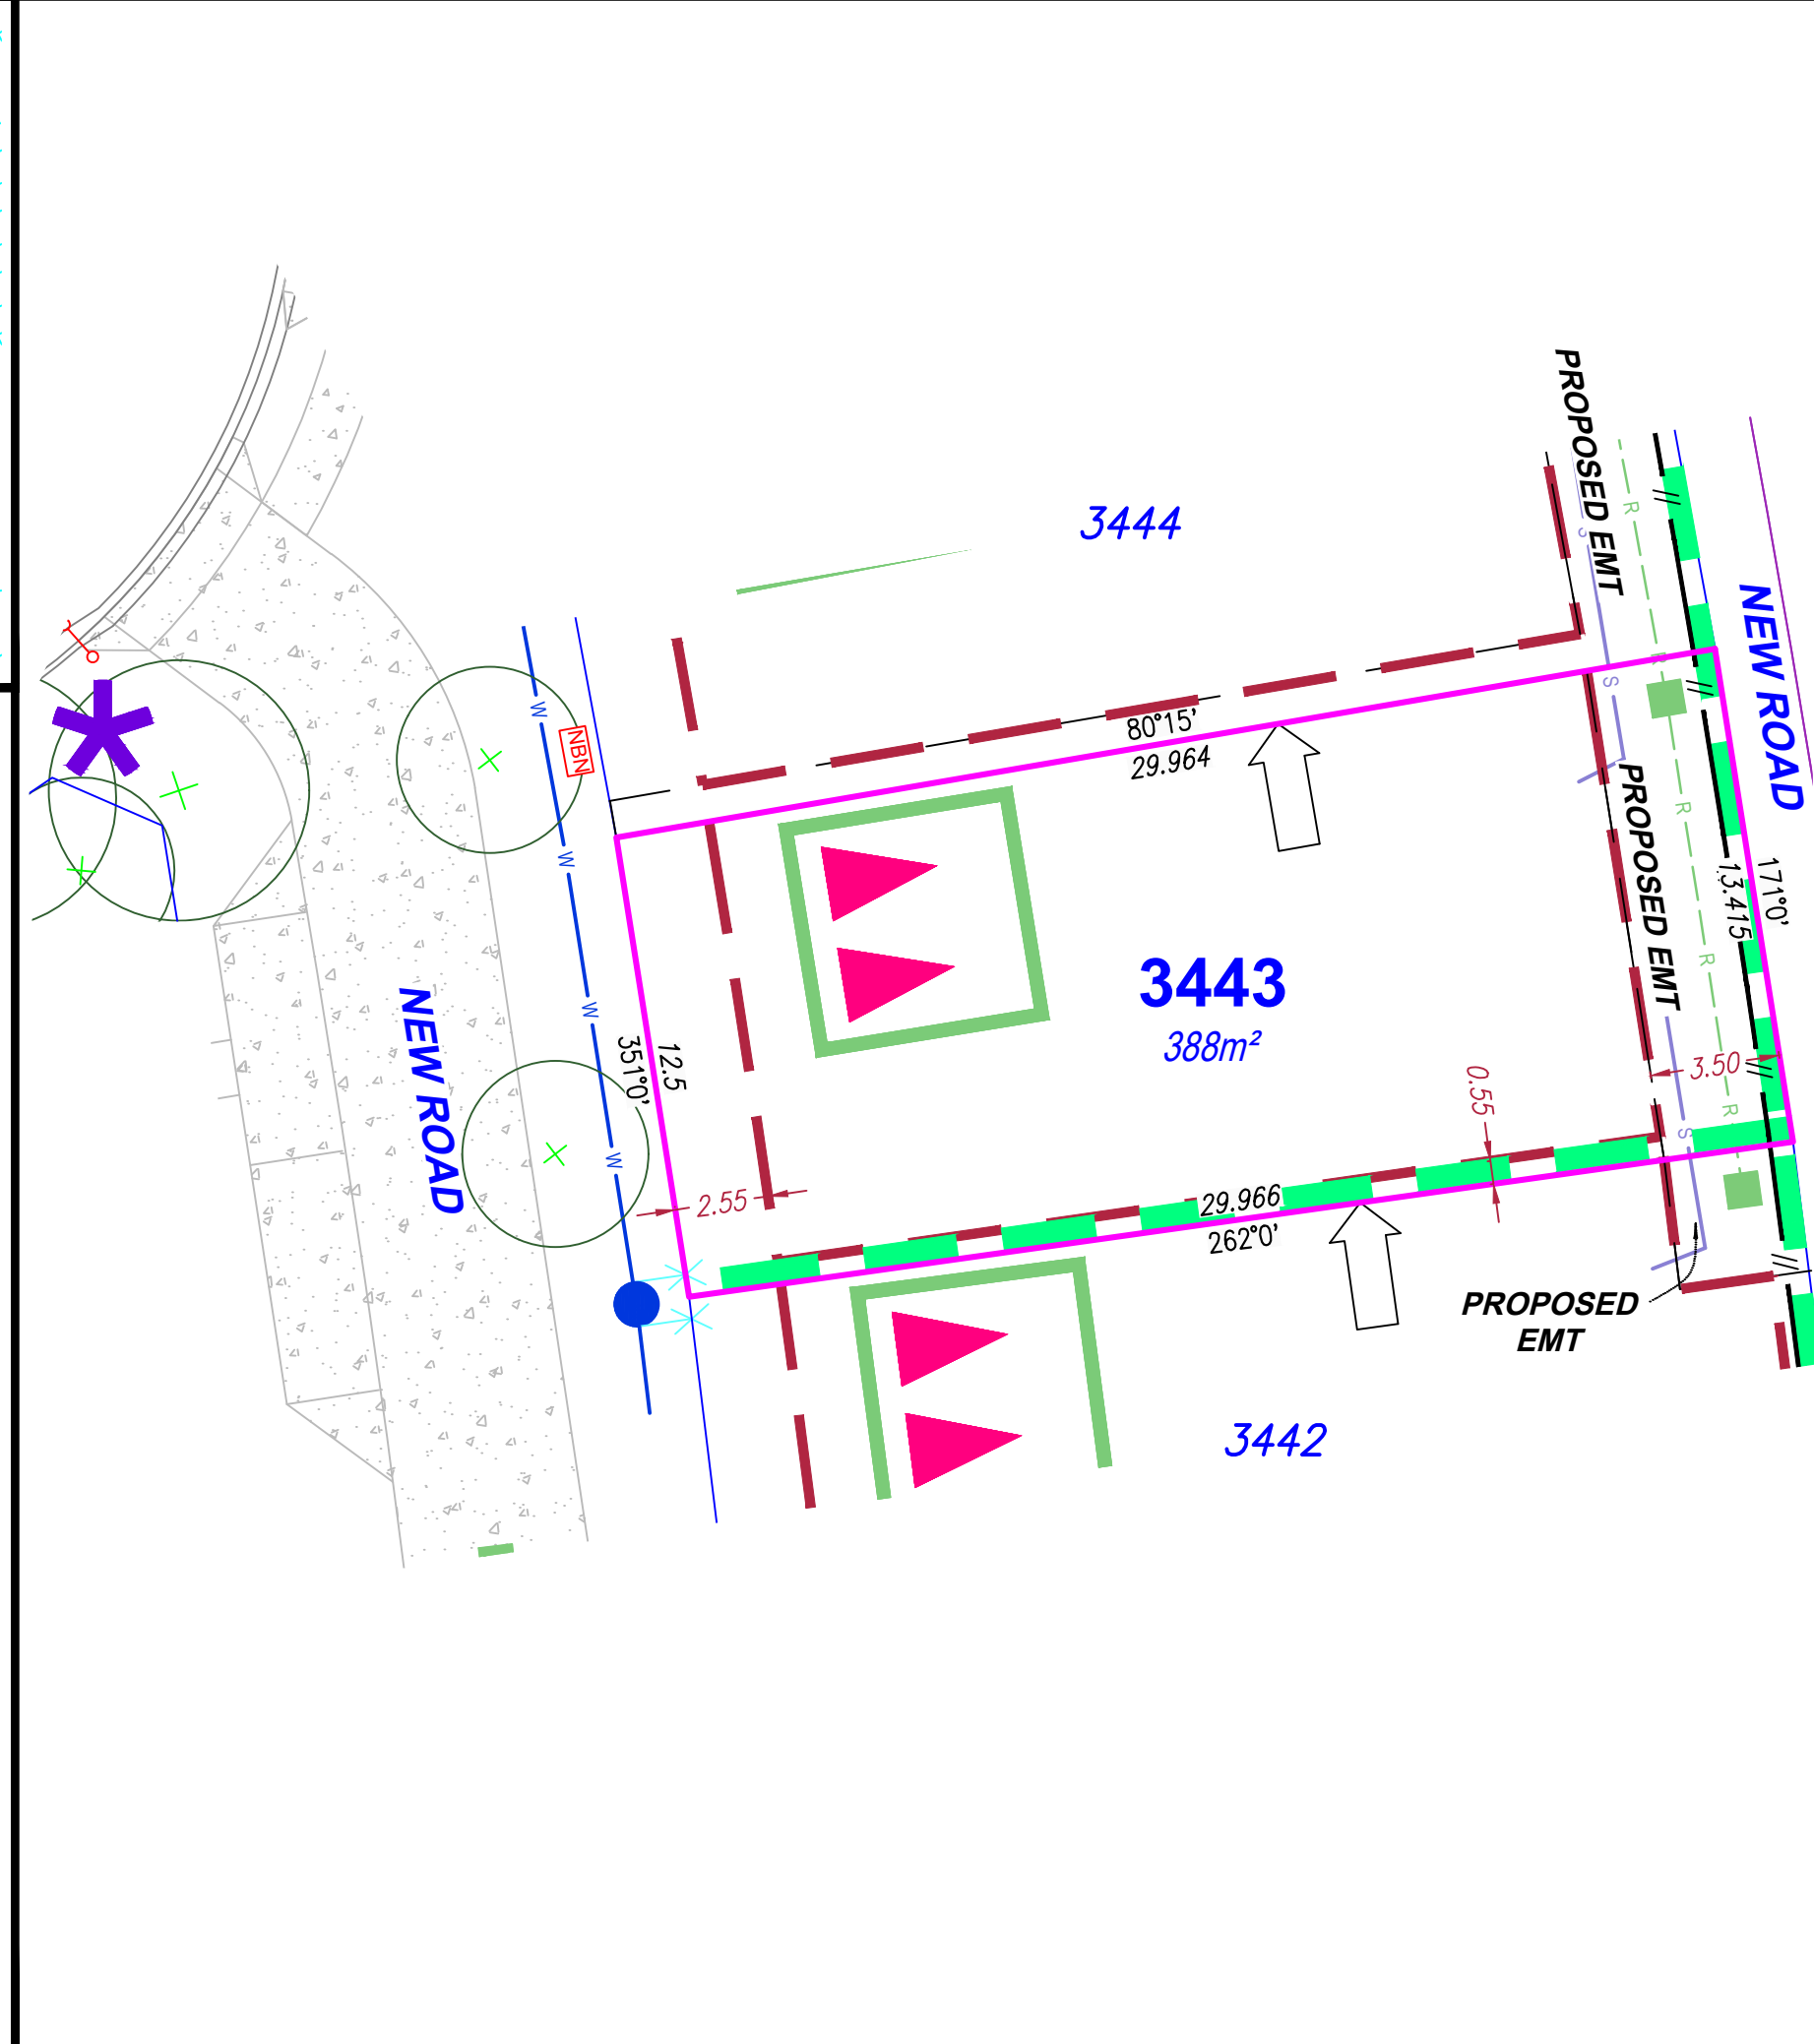 PROPOSED EMT
S
R
3444
NEW ROAD
R
80°15'
29.964
S
W
NBN
PROPOSED EMT
R
W
171°0'
13.415
R
3443
388m²
NEW ROAD
W
12.5
351°0'
0.55
3.50
R
S
W
2.55
29.966
262°0'
PROPOSED
EMT
3442